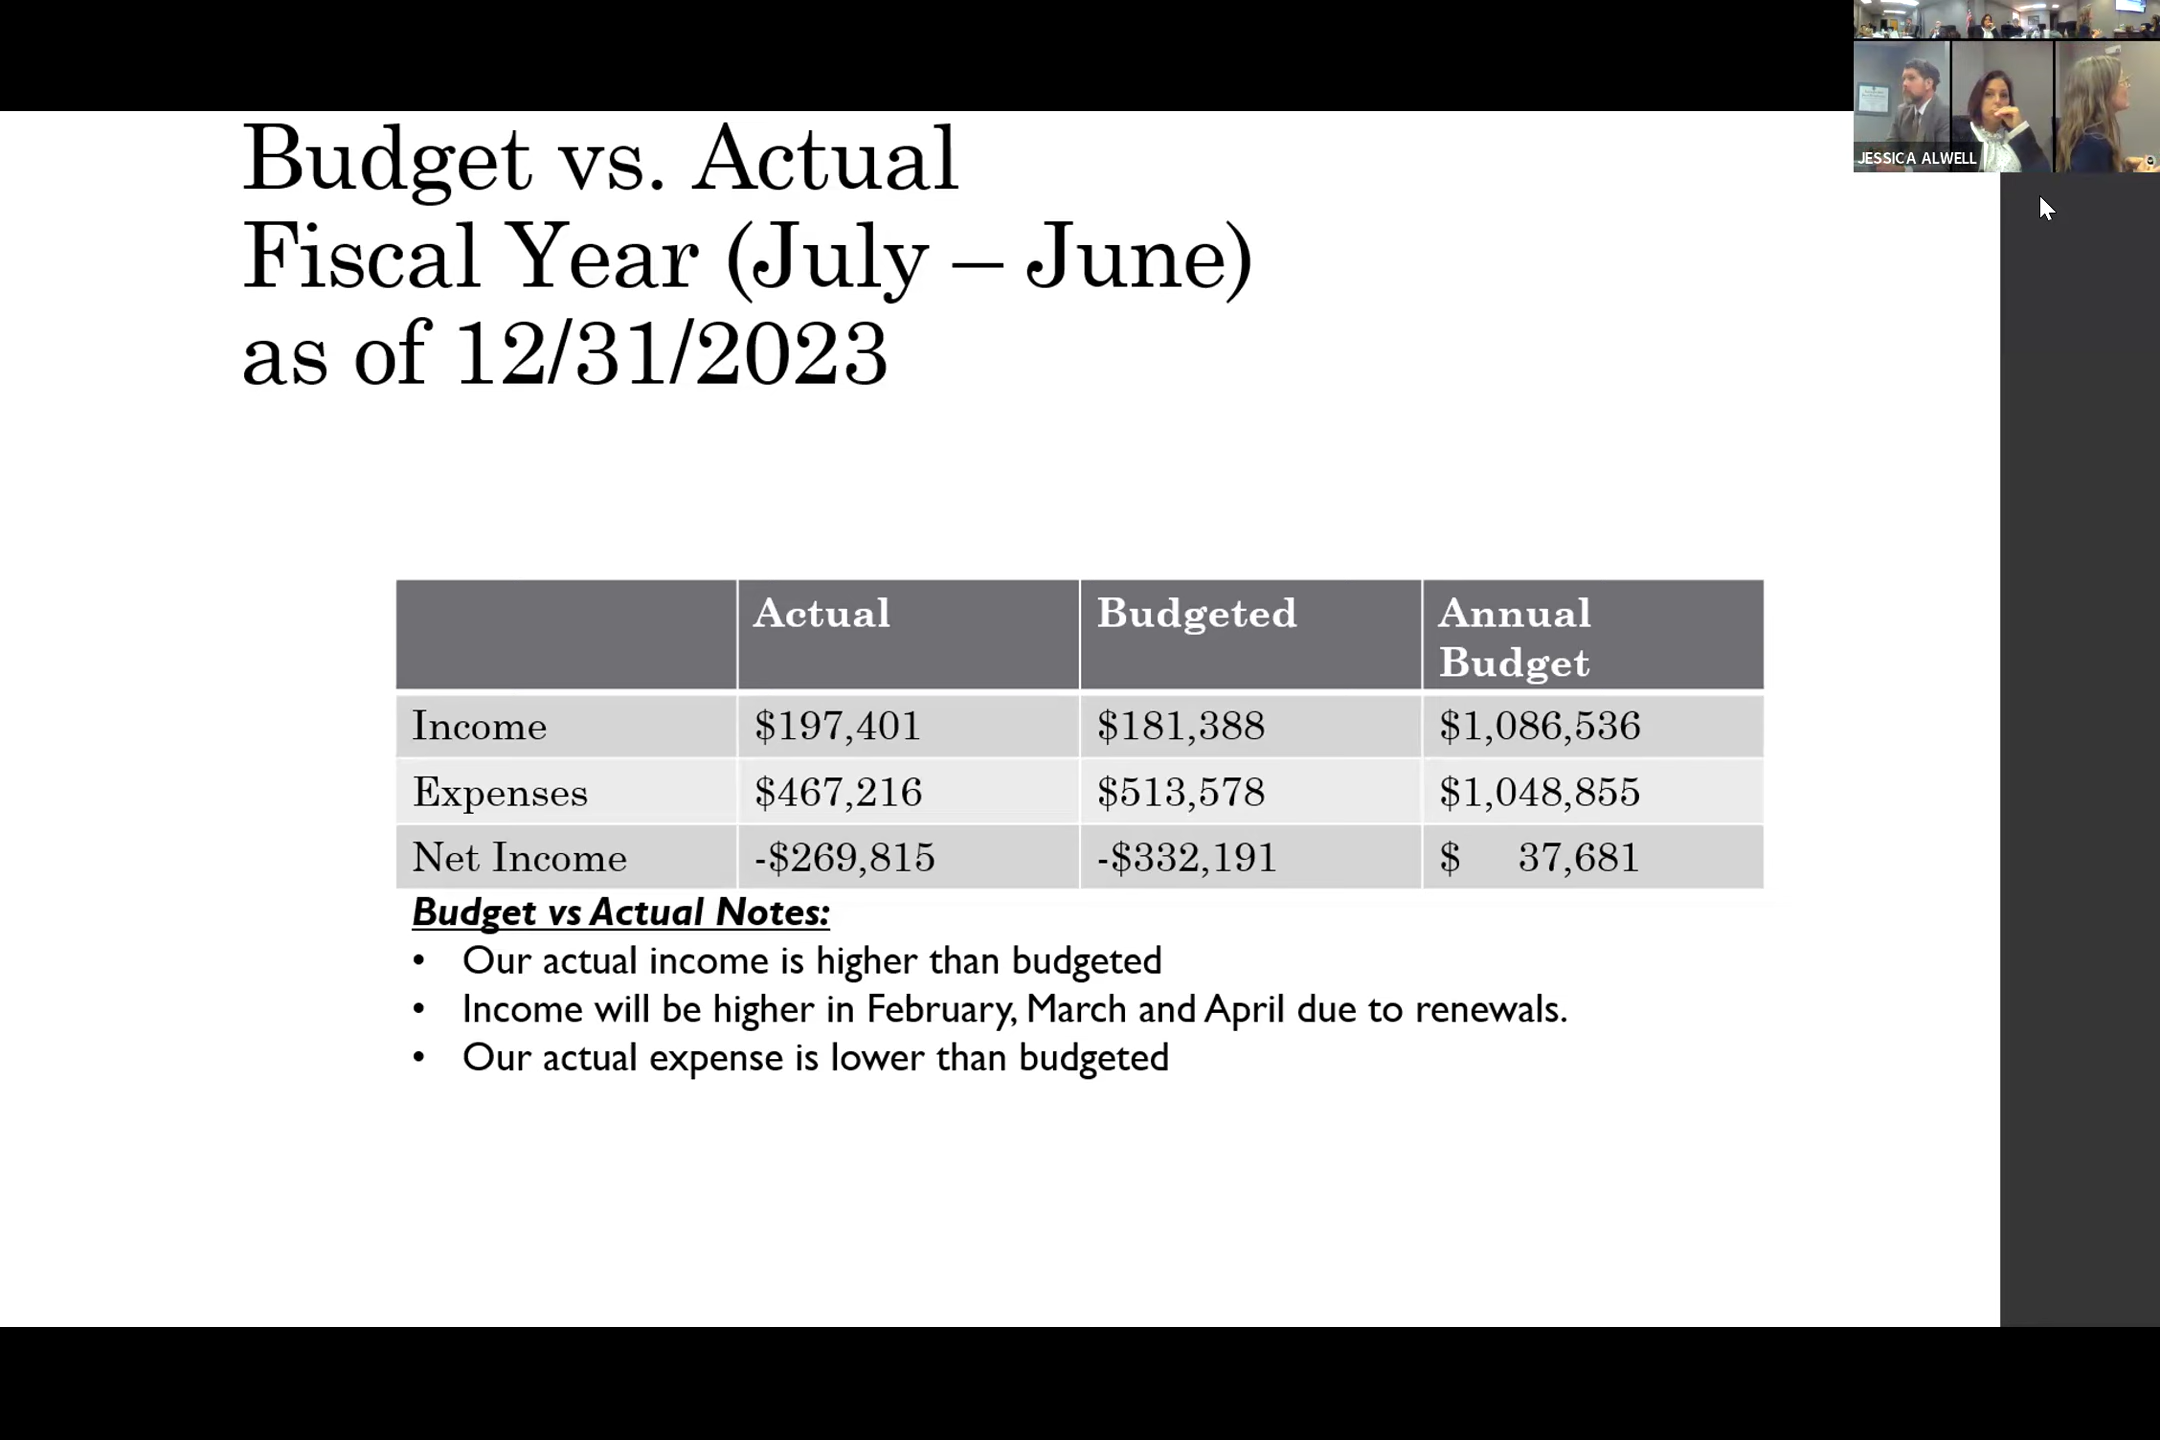 Budget vs. Actual
Fiscal Year (July – June)
as of 12/31/2023
JESSICA ALWELL
Actual Budgeted Annual Budget
Income $197,401 $181,388 $1,086,536
Expenses $467,216 $513,578 $1,048,855
Net Income -$269,815 -$332,191 $ 37,681
Budget vs Actual Notes:
• Our actual income is higher than budgeted
• Income will be higher in February, March and April due to renewals.
• Our actual expense is lower than budgeted